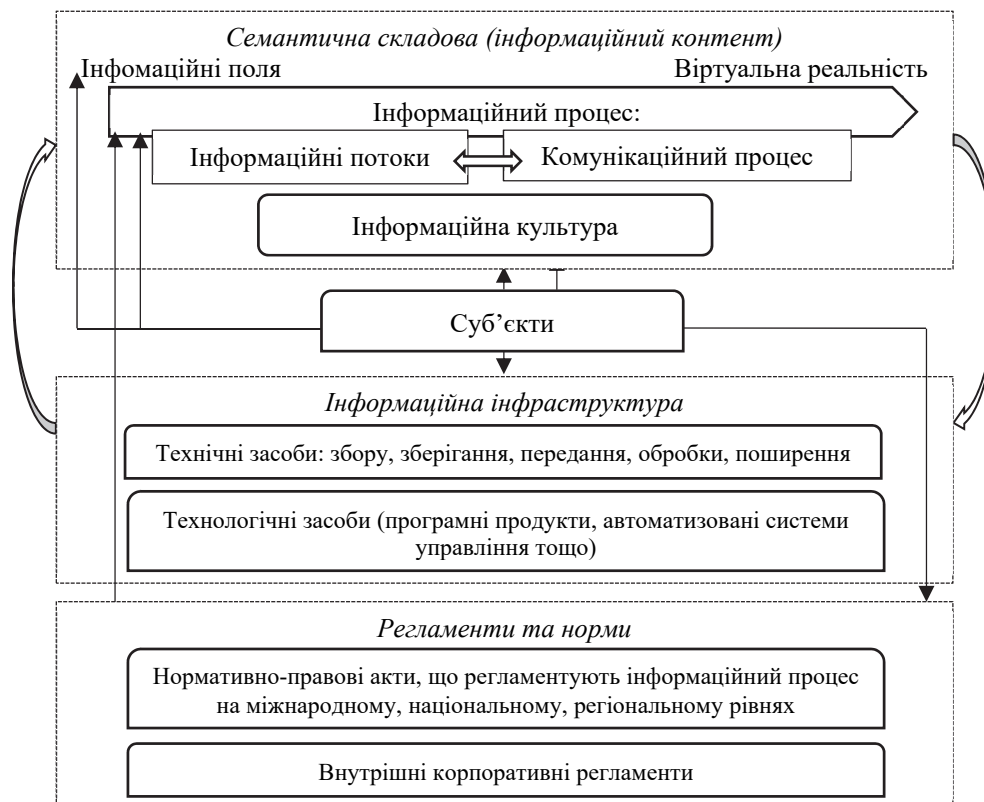 Семантична складова (інформаційний контент)
Інфомаційні поля
Віртуальна реальність
Інформаційний процес:
Інформаційні потоки
Комунікаційний процес
Інформаційна культура
Суб’єкти
Інформаційна інфраструктура
Технічні засоби: збору, зберігання, передання, обробки, поширення
Технологічні засоби (програмні продукти, автоматизовані системи
управління тощо)
Регламенти та норми
Нормативно-правові акти, що регламентують інформаційний процес
на міжнародному, національному, регіональному рівнях
Внутрішні корпоративні регламенти